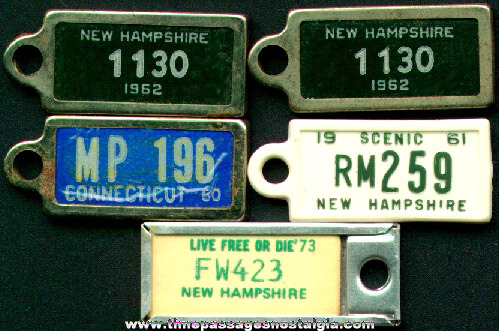 NEW HAMPSHIRE
1130
1962
NEW HAMPSHIRE
1130
1962
MP 196
CONNECTICUT 60
19 SCENIC 61
RM259
NEW HAMPSHIRE
LIVE FREE OR DIE'73
FW423
NEW HAMPSHIRE
www.timepassagesnostalgia.com